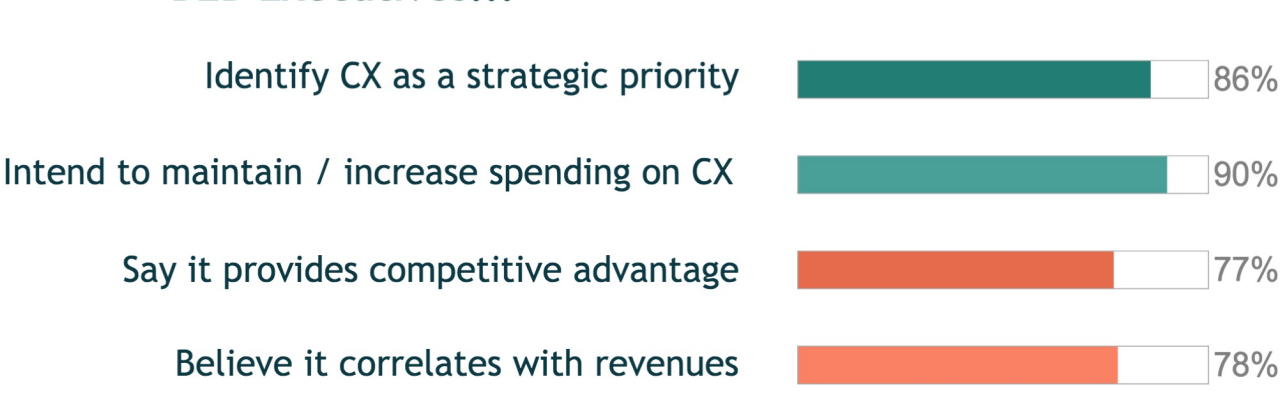 Identify CX as a strategic priority 86%
Intend to maintain / increase spending on CX 90%
Say it provides competitive advantage 77%
Believe it correlates with revenues 78%